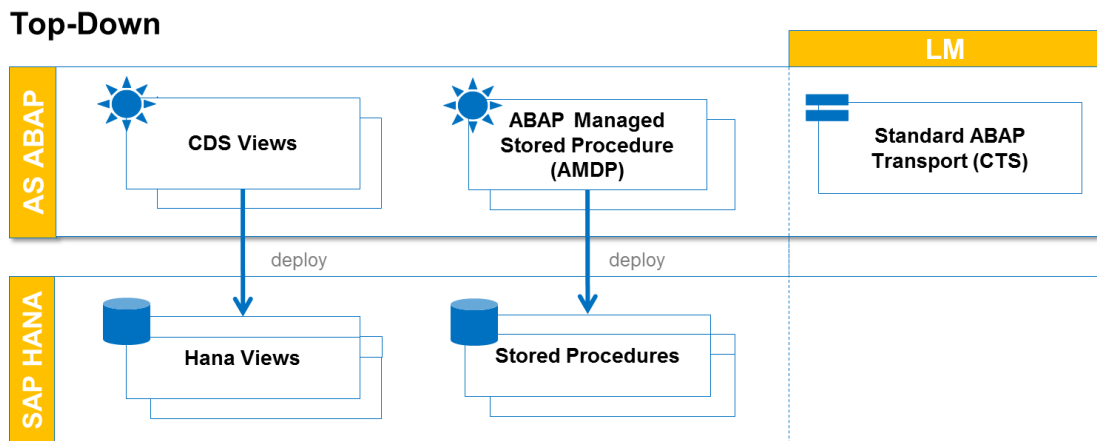 Top-Down
LM
AS ABAP
CDS Views
ABAP Managed
Stored Procedure
(AMDP)
Standard ABAP
Transport (CTS)
deploy
deploy
SAP HANA
Hana Views
Stored Procedures